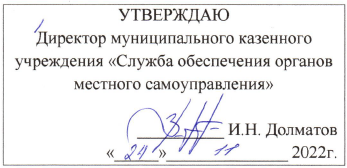 УТВЕРЖДАЮ
Директор муниципального казенного
учреждения «Служба обеспечения органов
местного самоуправления»
И.Н. Долматов
«24» 11 2022г.